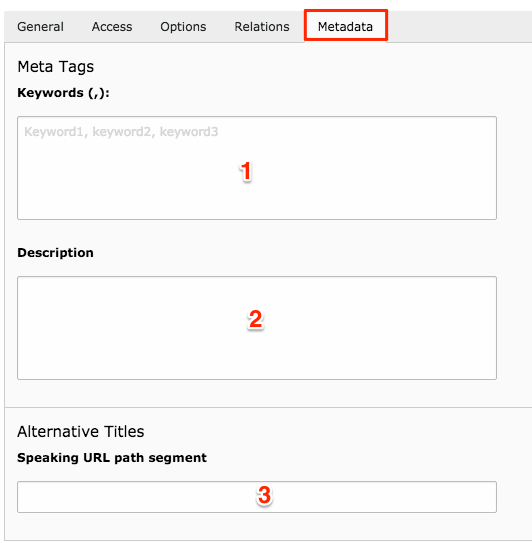 General Access Options Relations Metadata
Meta Tags
Keywords (,):
Keyword1, keyword2, keyword3
1
Description
2
Alternative Titles
Speaking URL path segment
3